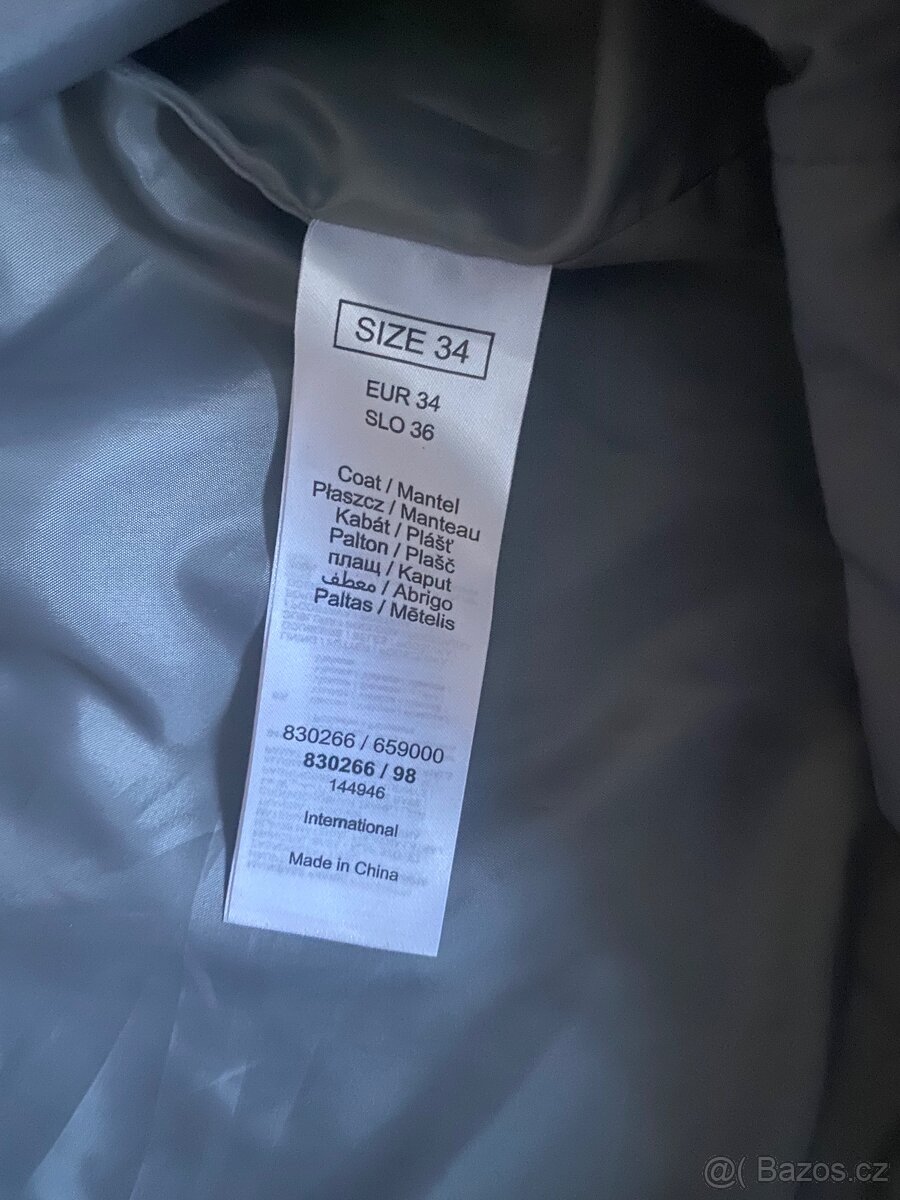 SIZE 34
EUR 34
SLO 36
Coat / Mantel
Płaszcz / Manteau
Kabát / Plášť
Palton / Plašč
плащ / Kaput
معطف / Abrigo
Paltas / Mētelis
830266 / 659000
830266 / 98
144946
International
Made in China
@( Bazos.cz